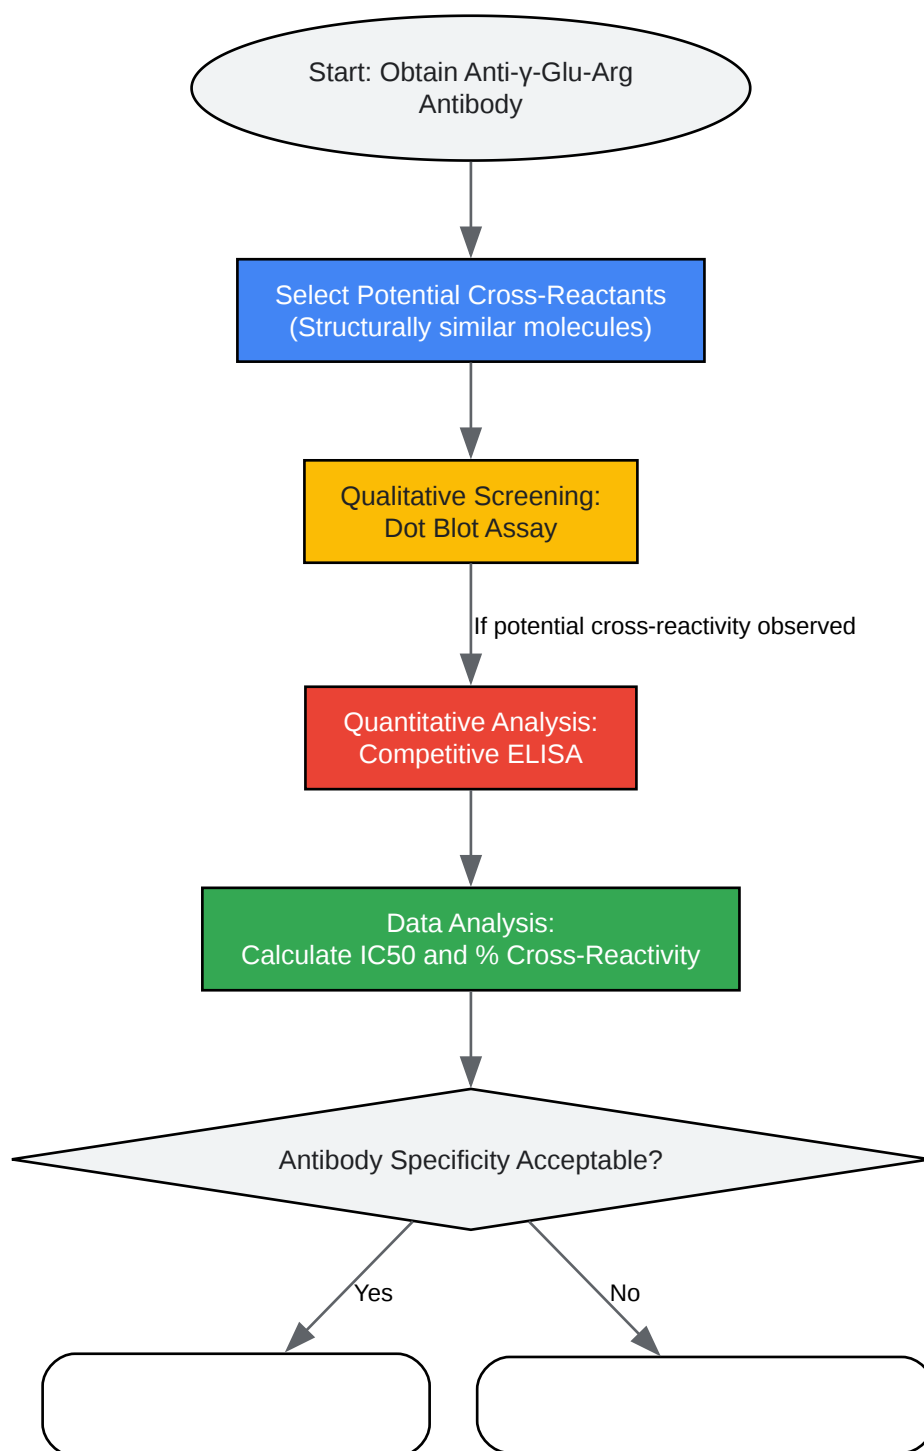 Start: Obtain Anti-γ-Glu-Arg
Antibody
Select Potential Cross-Reactants
(Structurally similar molecules)
Qualitative Screening:
Dot Blot Assay
If potential cross-reactivity observed
Quantitative Analysis:
Competitive ELISA
Data Analysis:
Calculate IC50 and % Cross-Reactivity
Antibody Specificity Acceptable?
Yes
No